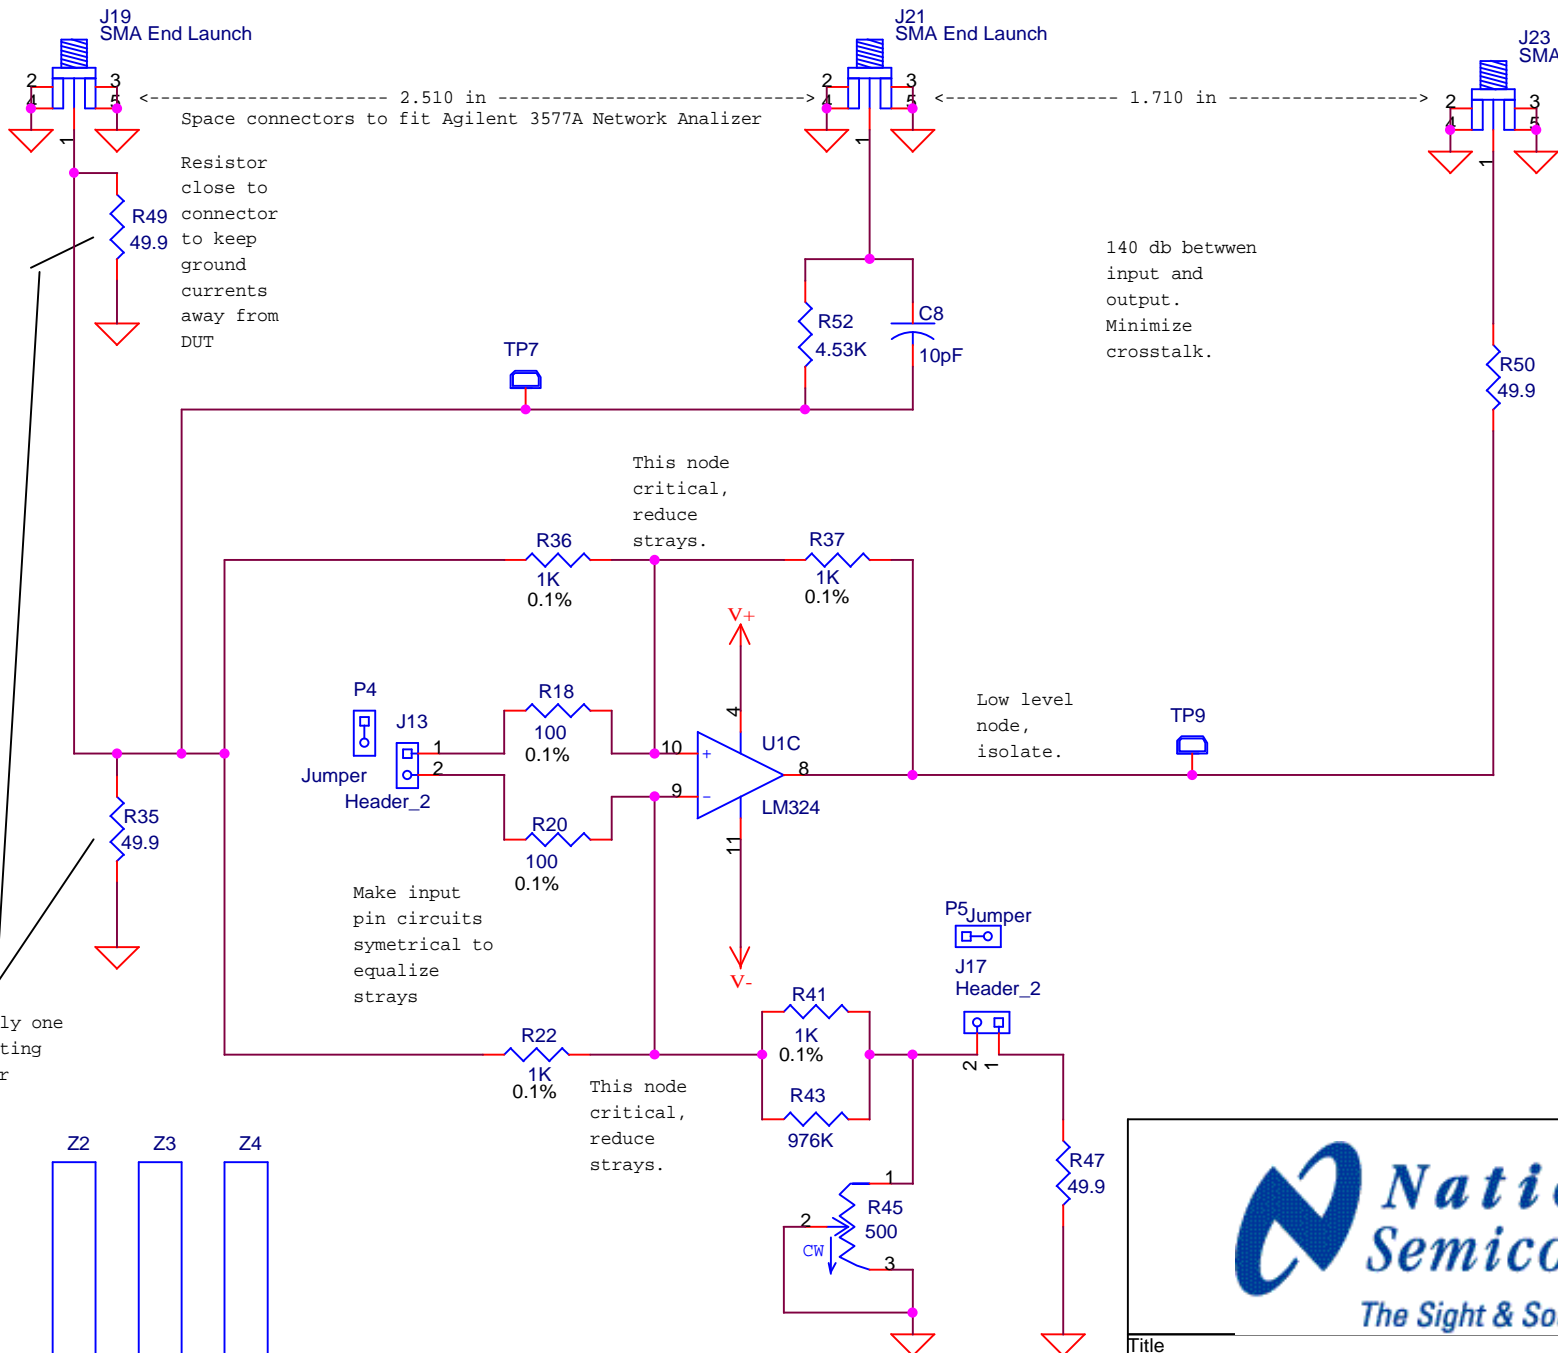 J19
SMA End Launch
J21
SMA End Launch
J23
SMA
2
3
4
5
1
2
3
4
5
1
2
3
4
5
1
<------------------- 2.510 in ------------------->
<-------------- 1.710 in ---------------->
Space connectors to fit Agilent 3577A Network Analizer
Resistor
close to
connector
to keep
ground
currents
away from
DUT
R49
49.9
140 db betwwen
input and
output.
Minimize
crosstalk.
R52
4.53K
C8
10pF
TP7
R50
49.9
This node
critical,
reduce
strays.
R36
1K
0.1%
R37
1K
0.1%
V+
P4
J13
1
2
Jumper
Header_2
R18
100
0.1%
R20
100
0.1%
4
10
+
9
-
8
11
U1C
LM324
V-
Low level
node,
isolate.
TP9
R35
49.9
Make input
pin circuits
symetrical to
equalize
strays
P5
Jumper
J17
Header_2
2
1
ly one
ting
r
R22
1K
0.1%
This node
critical,
reduce
strays.
R41
1K
0.1%
R43
976K
R45
500
1
2
3
CW
R47
49.9
Z2
Z3
Z4
Natio
Semico
The Sight & So
Title